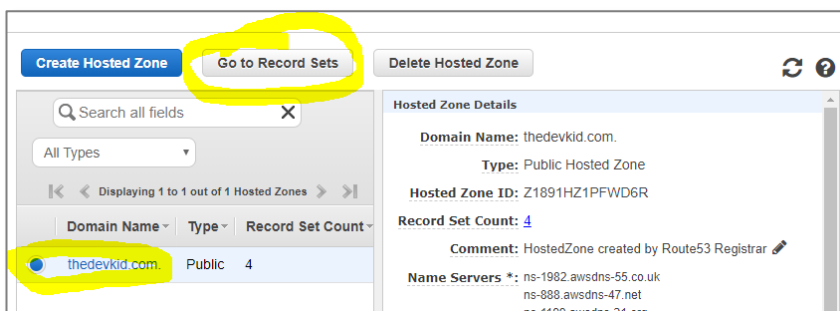 Create Hosted Zone Go to Record Sets Delete Hosted Zone
Search all fields
All Types
Displaying 1 to 1 out of 1 Hosted Zones
Domain Name Type Record Set Count
thedevkid.com. Public 4
Hosted Zone Details
Domain Name: thedevkid.com.
Type: Public Hosted Zone
Hosted Zone ID: Z1891HZ1PFWD6R
Record Set Count: 4
Comment: HostedZone created by Route53 Registrar
Name Servers *: ns-1982.awsdns-55.co.uk
ns-888.awsdns-47.net